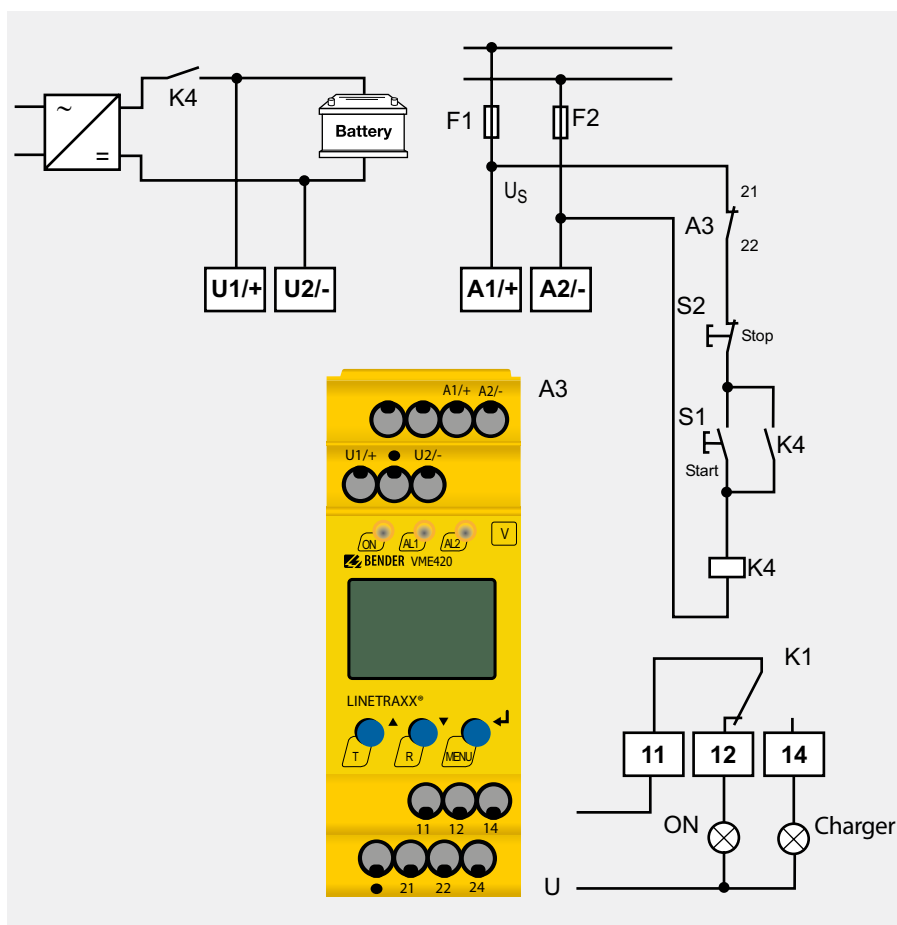 K4
~
=
Battery
U1/+
U2/-
F1
F2
U_S
A1/+
A2/-
21
A3
22
S2
Stop
S1
Start
K4
K4
A3
A1/+ A2/-
U1/+ ● U2/-
ON
AL1
AL2
V
BENDER VME420
LINETRAXX®
T
▲
R
▼
MENU
↵
11 12 14
● 21 22 24
K1
11
12
14
ON
Charger
U